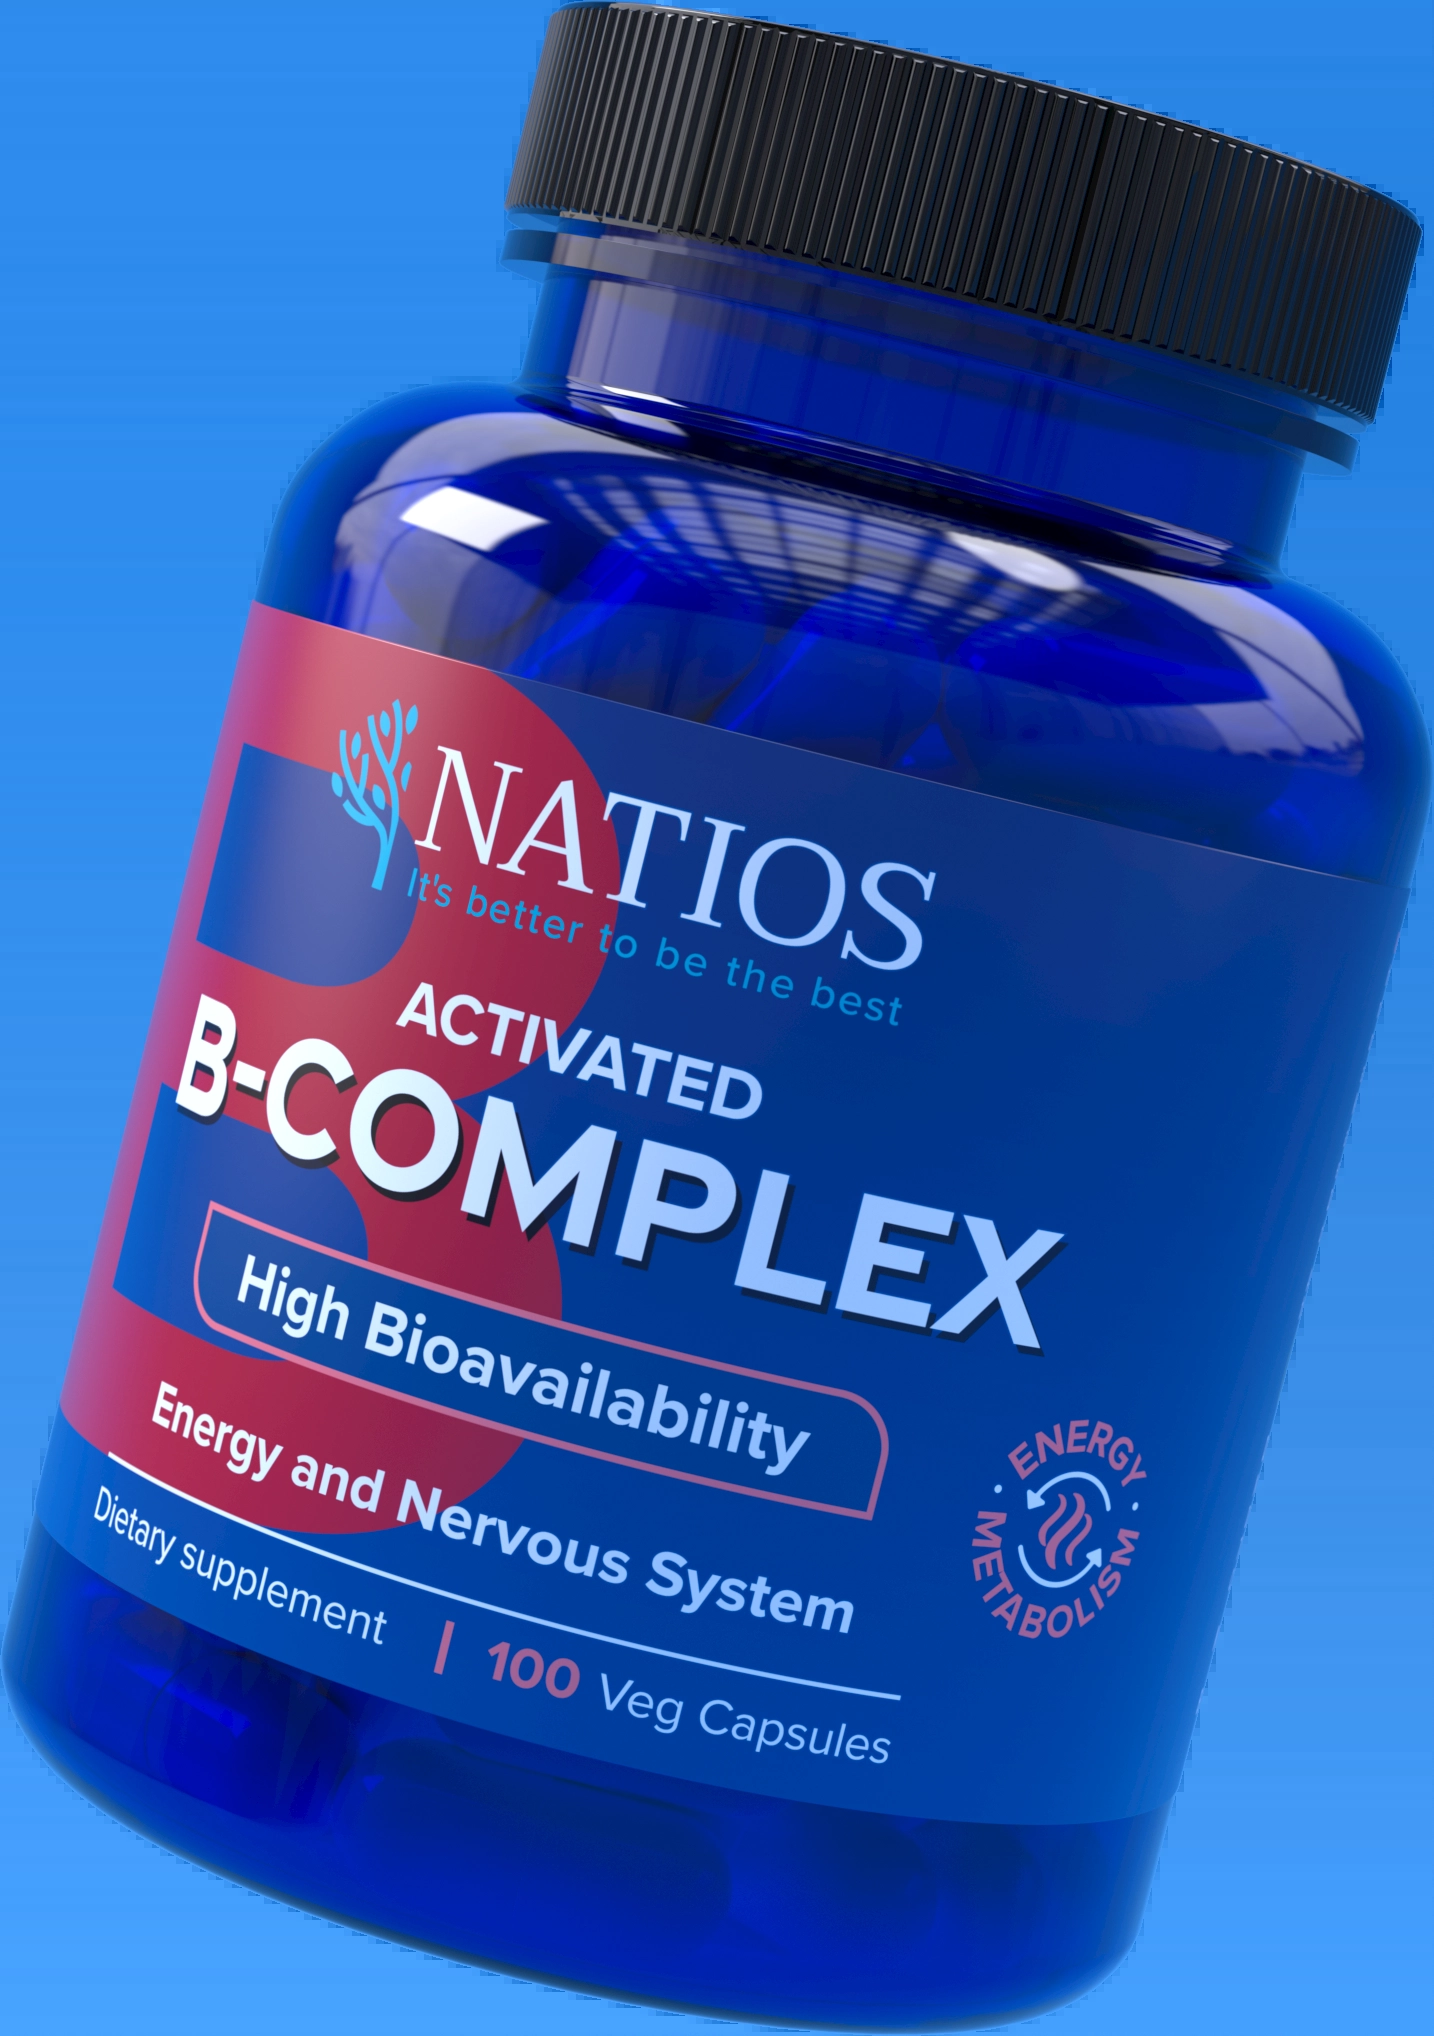 NATIOS
It's better to be the best
ACTIVATED
B-COMPLEX
High Bioavailability
Energy and Nervous System
ENERGY
METABOLISM
Dietary supplement | 100 Veg Capsules